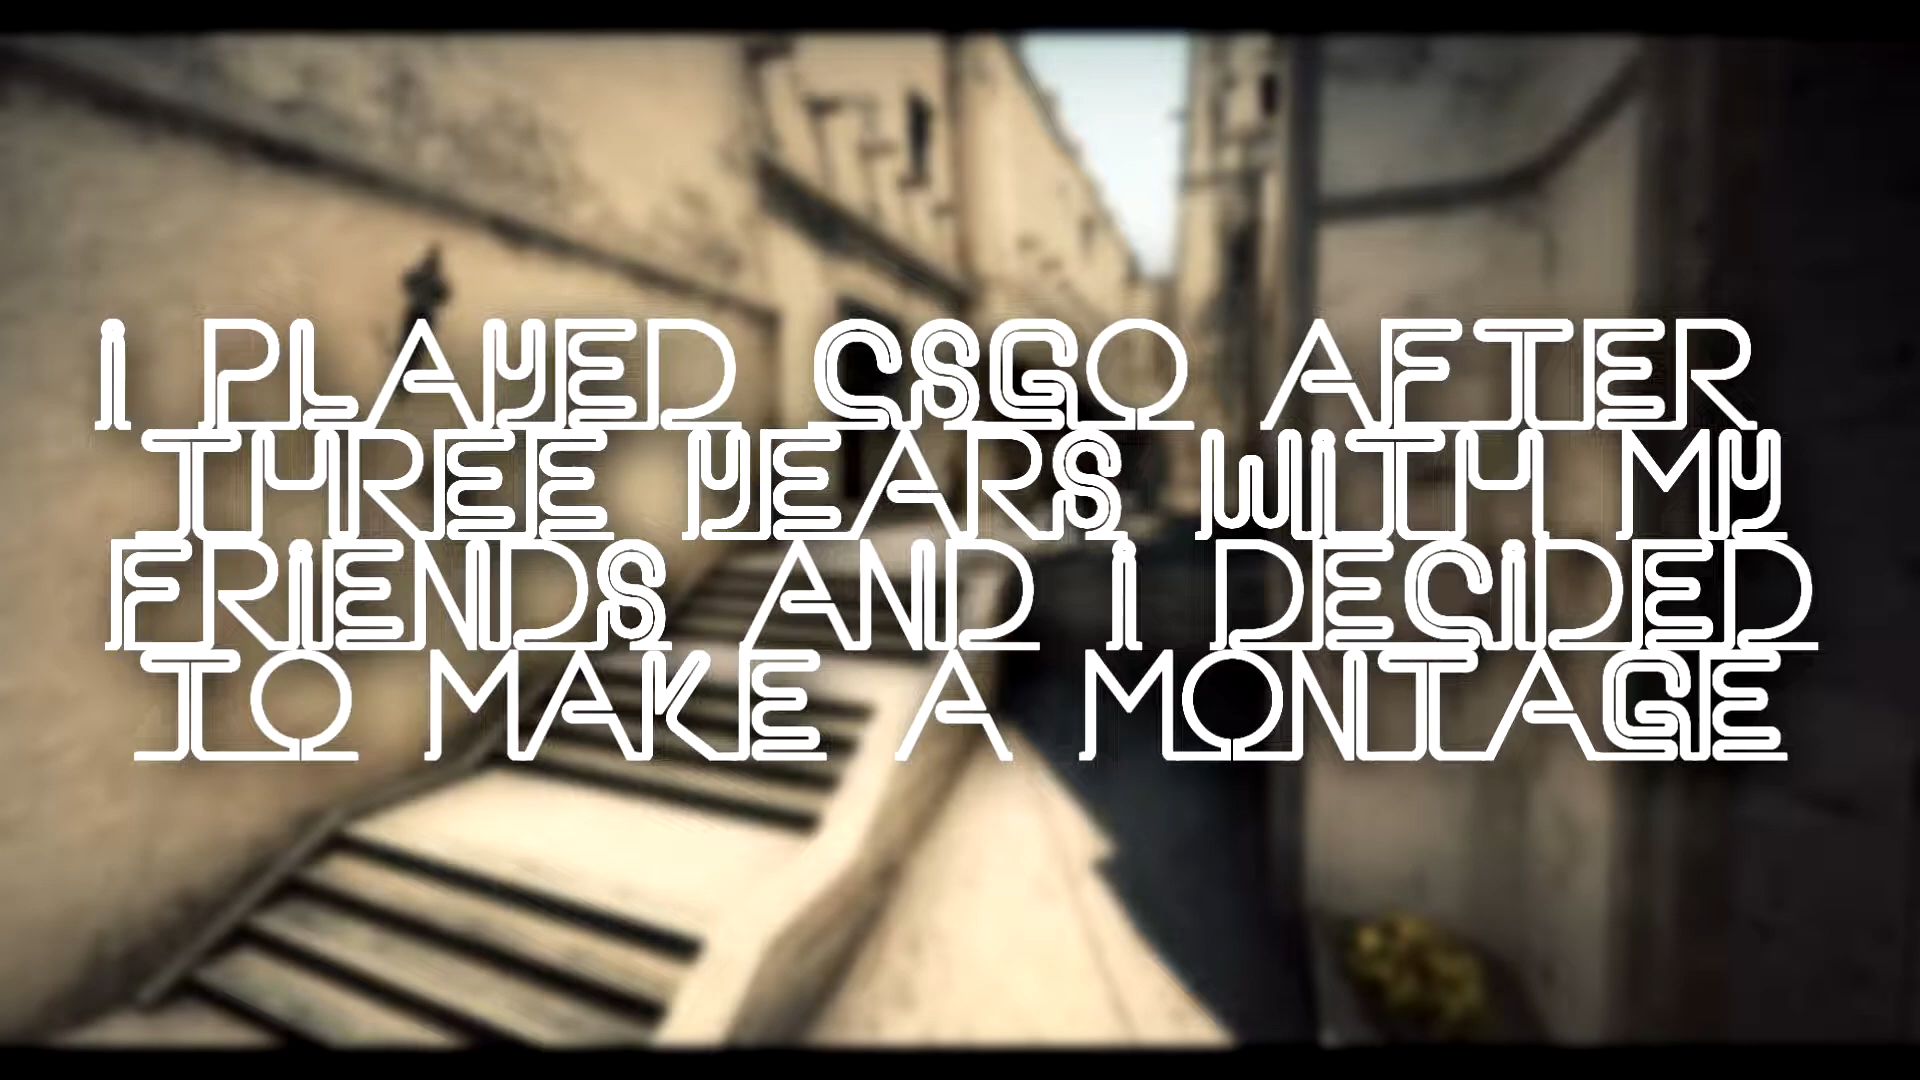 I PLAYED CSGO AFTER
THREE YEARS WITH MY
FRIENDS AND I DECIDED
TO MAKE A MONTAGE